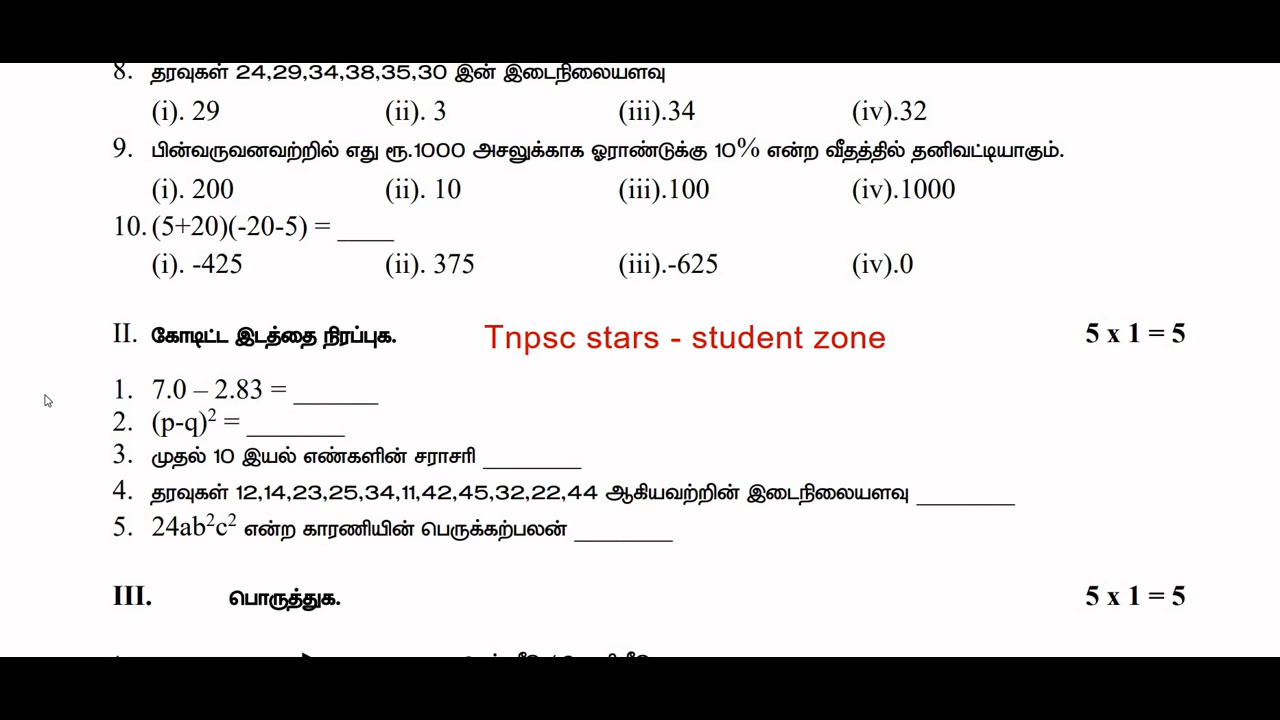 8. தரவுகள் 24,29,34,38,35,30 இன் இடைநிலையளவு
(i). 29 (ii). 3 (iii).34 (iv).32
9. பின்வருவனவற்றில் எது ரூ.1000 அசலுக்காக ஓராண்டுக்கு 10% என்ற வீதத்தில் தனிவட்டியாகும்.
(i). 200 (ii). 10 (iii).100 (iv).1000
10. (5+20)(-20-5) = ____
(i). -425 (ii). 375 (iii).-625 (iv).0
II. கோடிட்ட இடத்தை நிரப்புக. Tnpsc stars - student zone 5 x 1 = 5
1. 7.0 – 2.83 = ______
2. (p-q)² = _______
3. முதல் 10 இயல் எண்களின் சராசரி _______
4. தரவுகள் 12,14,23,25,34,11,42,45,32,22,44 ஆகியவற்றின் இடைநிலையளவு _______
5. 24ab²c² என்ற காரணியின் பெருக்கற்பலன் _______
III. பொருத்துக. 5 x 1 = 5